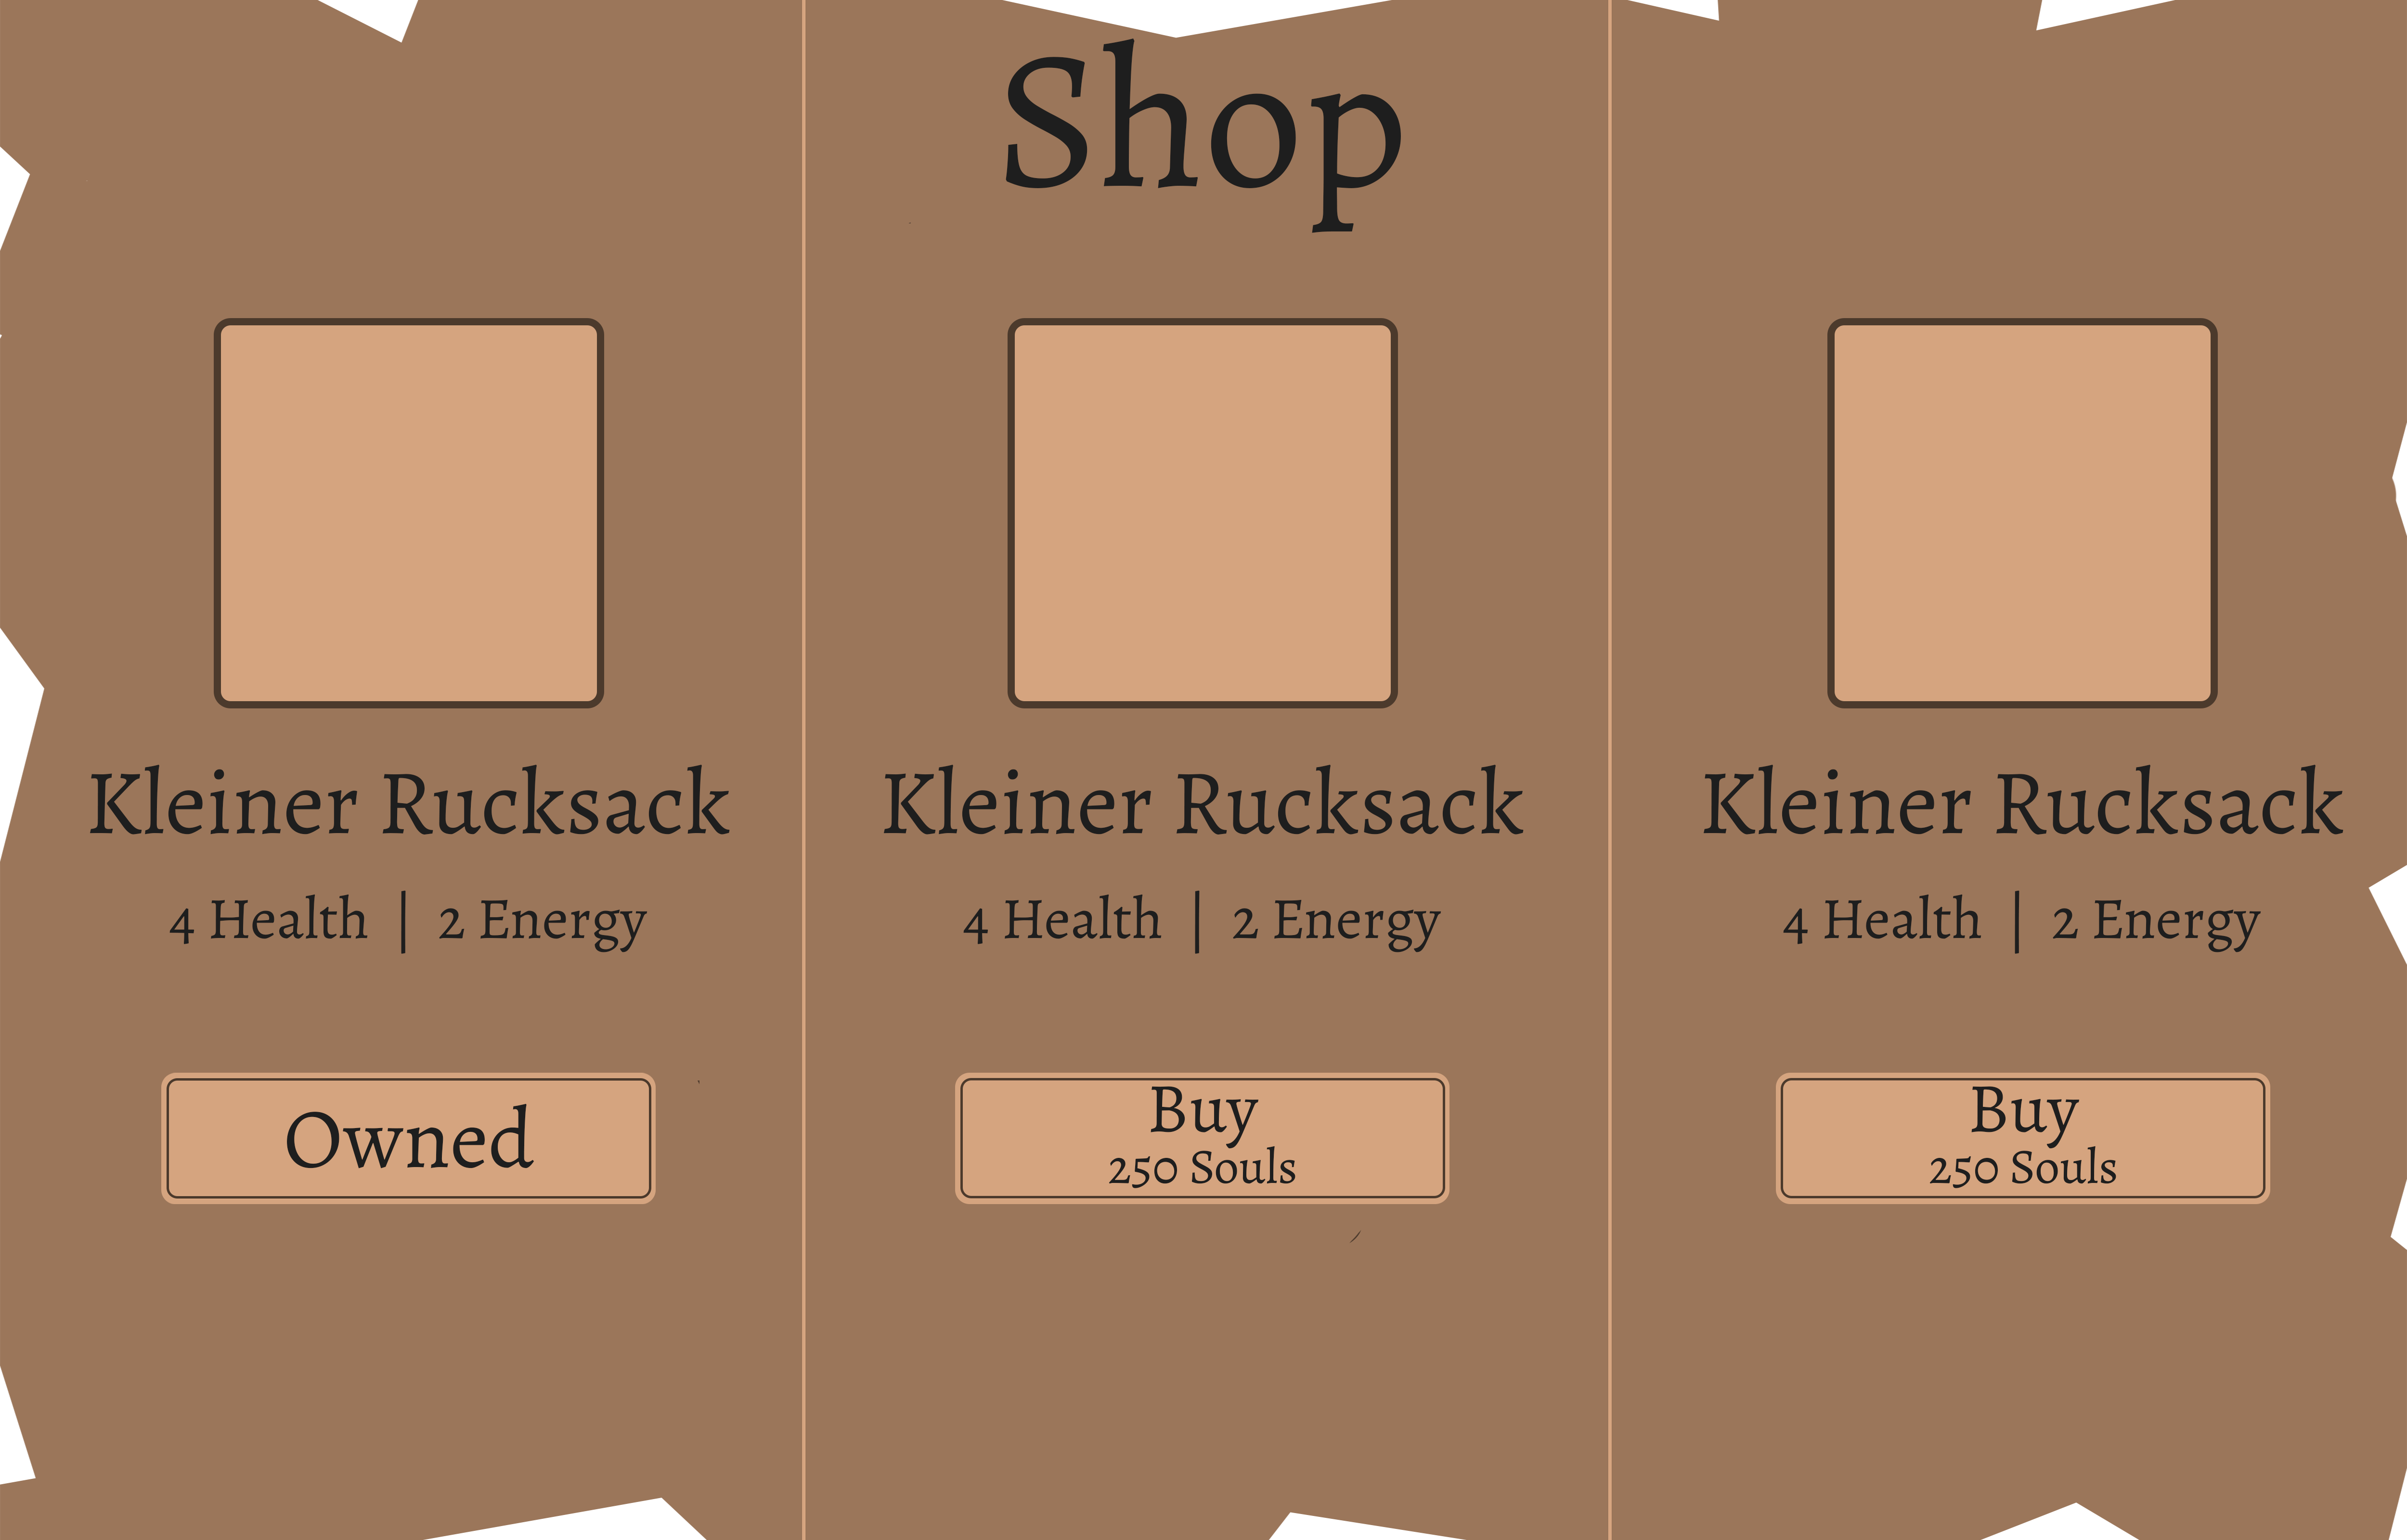 Shop
Kleiner Rucksack
4 Health | 2 Energy
Owned
Kleiner Rucksack
4 Health | 2 Energy
Buy
250 Souls
Kleiner Rucksack
4 Health | 2 Energy
Buy
250 Souls